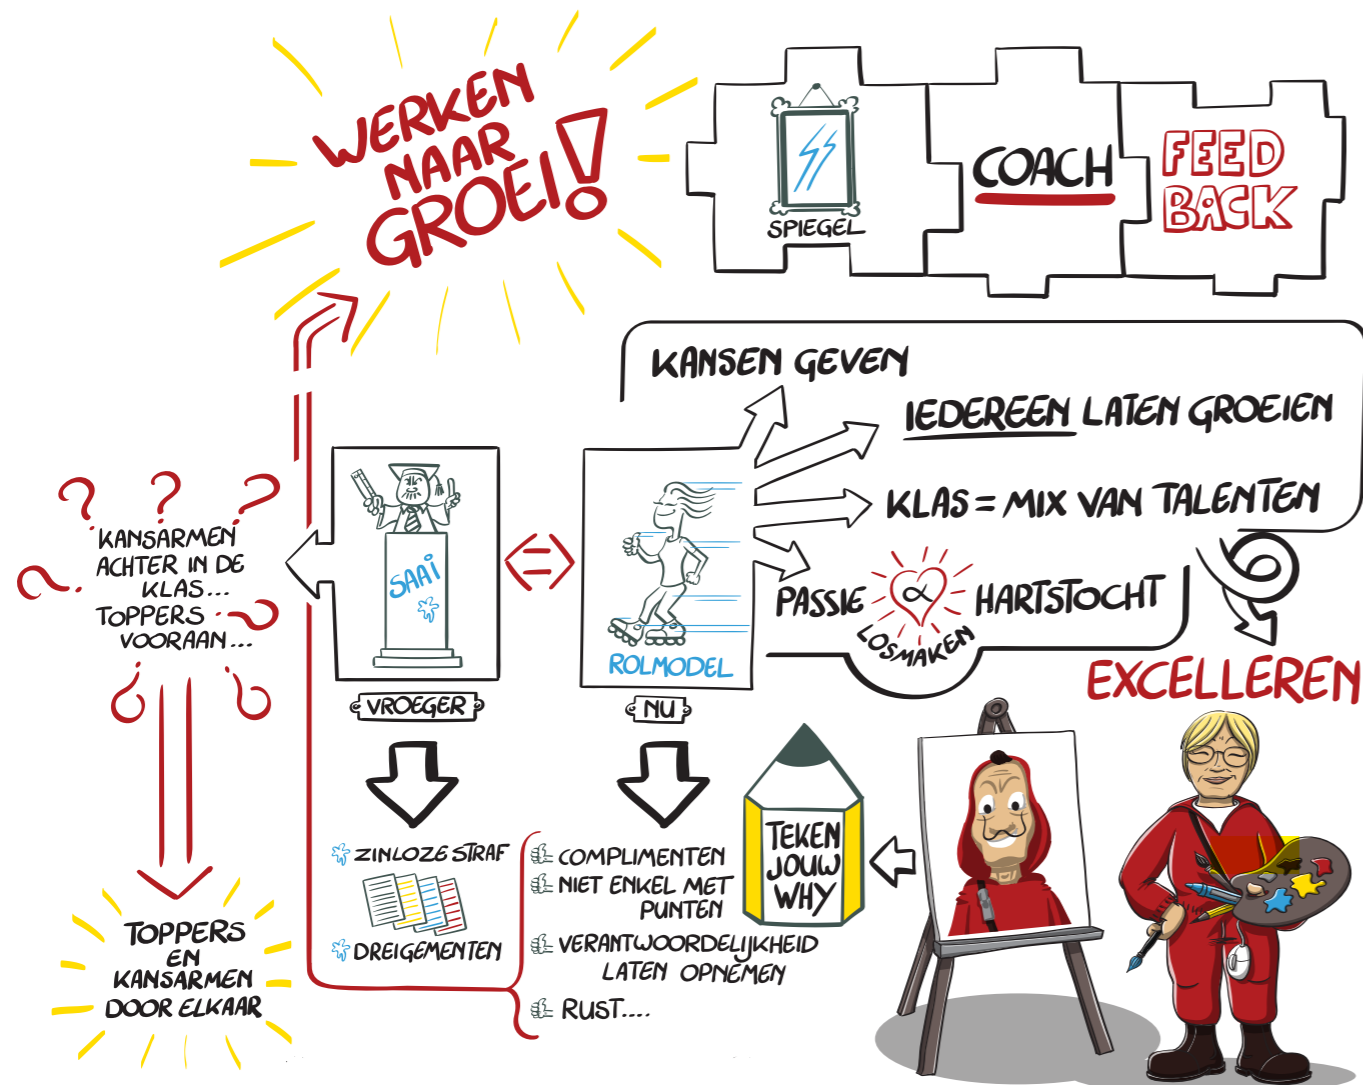 WERKEN
NAAR
GROEI!
SPIEGEL
COACH
FEED
BACK
KANSEN GEVEN
IEDEREEN LATEN GROEIEN
KLAS = MIX VAN TALENTEN
PASSIE ∝ HARTSTOCHT
LOSMAKEN
EXCELLEREN
? ? ?
KANSARMEN
ACHTER IN DE
KLAS...
TOPPERS
VOORAAN...
? ? ? ?
SAAI
VROEGER
=
ROLMODEL
NU
TOPPERS
EN
KANSARMEN
DOOR ELKAAR
ZINLOZE STRAF
DREIGEMENTEN
COMPLIMENTEN
NIET ENKEL MET
PUNTEN
VERANTWOORDELIJKHEID
LATEN OPNEMEN
RUST....
TEKEN
JOUW
WHY